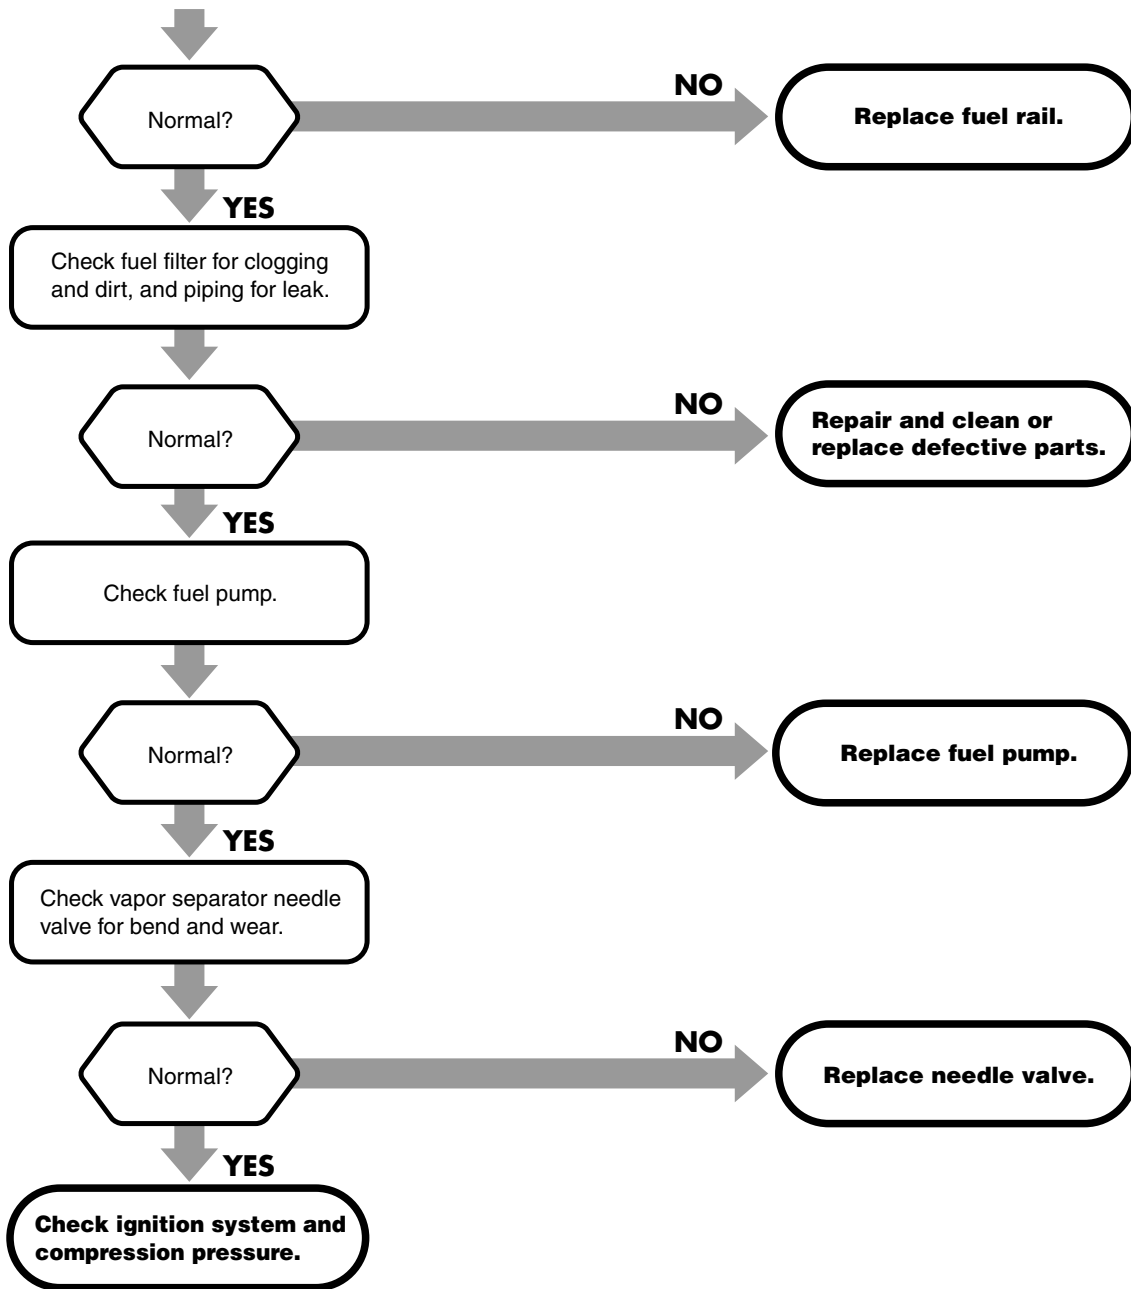 Normal?
NO
Replace fuel rail.
YES
Check fuel filter for clogging
and dirt, and piping for leak.
Normal?
NO
Repair and clean or
replace defective parts.
YES
Check fuel pump.
Normal?
NO
Replace fuel pump.
YES
Check vapor separator needle
valve for bend and wear.
Normal?
NO
Replace needle valve.
YES
Check ignition system and
compression pressure.